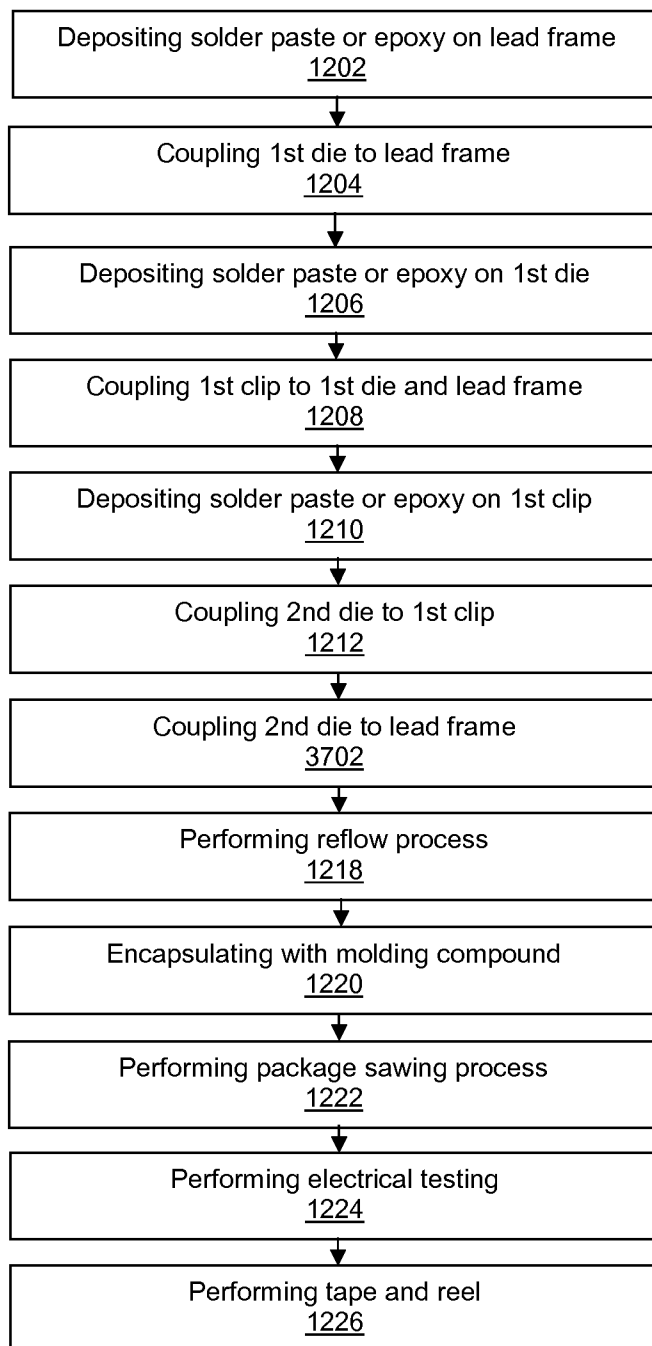 Depositing solder paste or epoxy on lead frame
1202
Coupling 1st die to lead frame
1204
Depositing solder paste or epoxy on 1st die
1206
Coupling 1st clip to 1st die and lead frame
1208
Depositing solder paste or epoxy on 1st clip
1210
Coupling 2nd die to 1st clip
1212
Coupling 2nd die to lead frame
3702
Performing reflow process
1218
Encapsulating with molding compound
1220
Performing package sawing process
1222
Performing electrical testing
1224
Performing tape and reel
1226